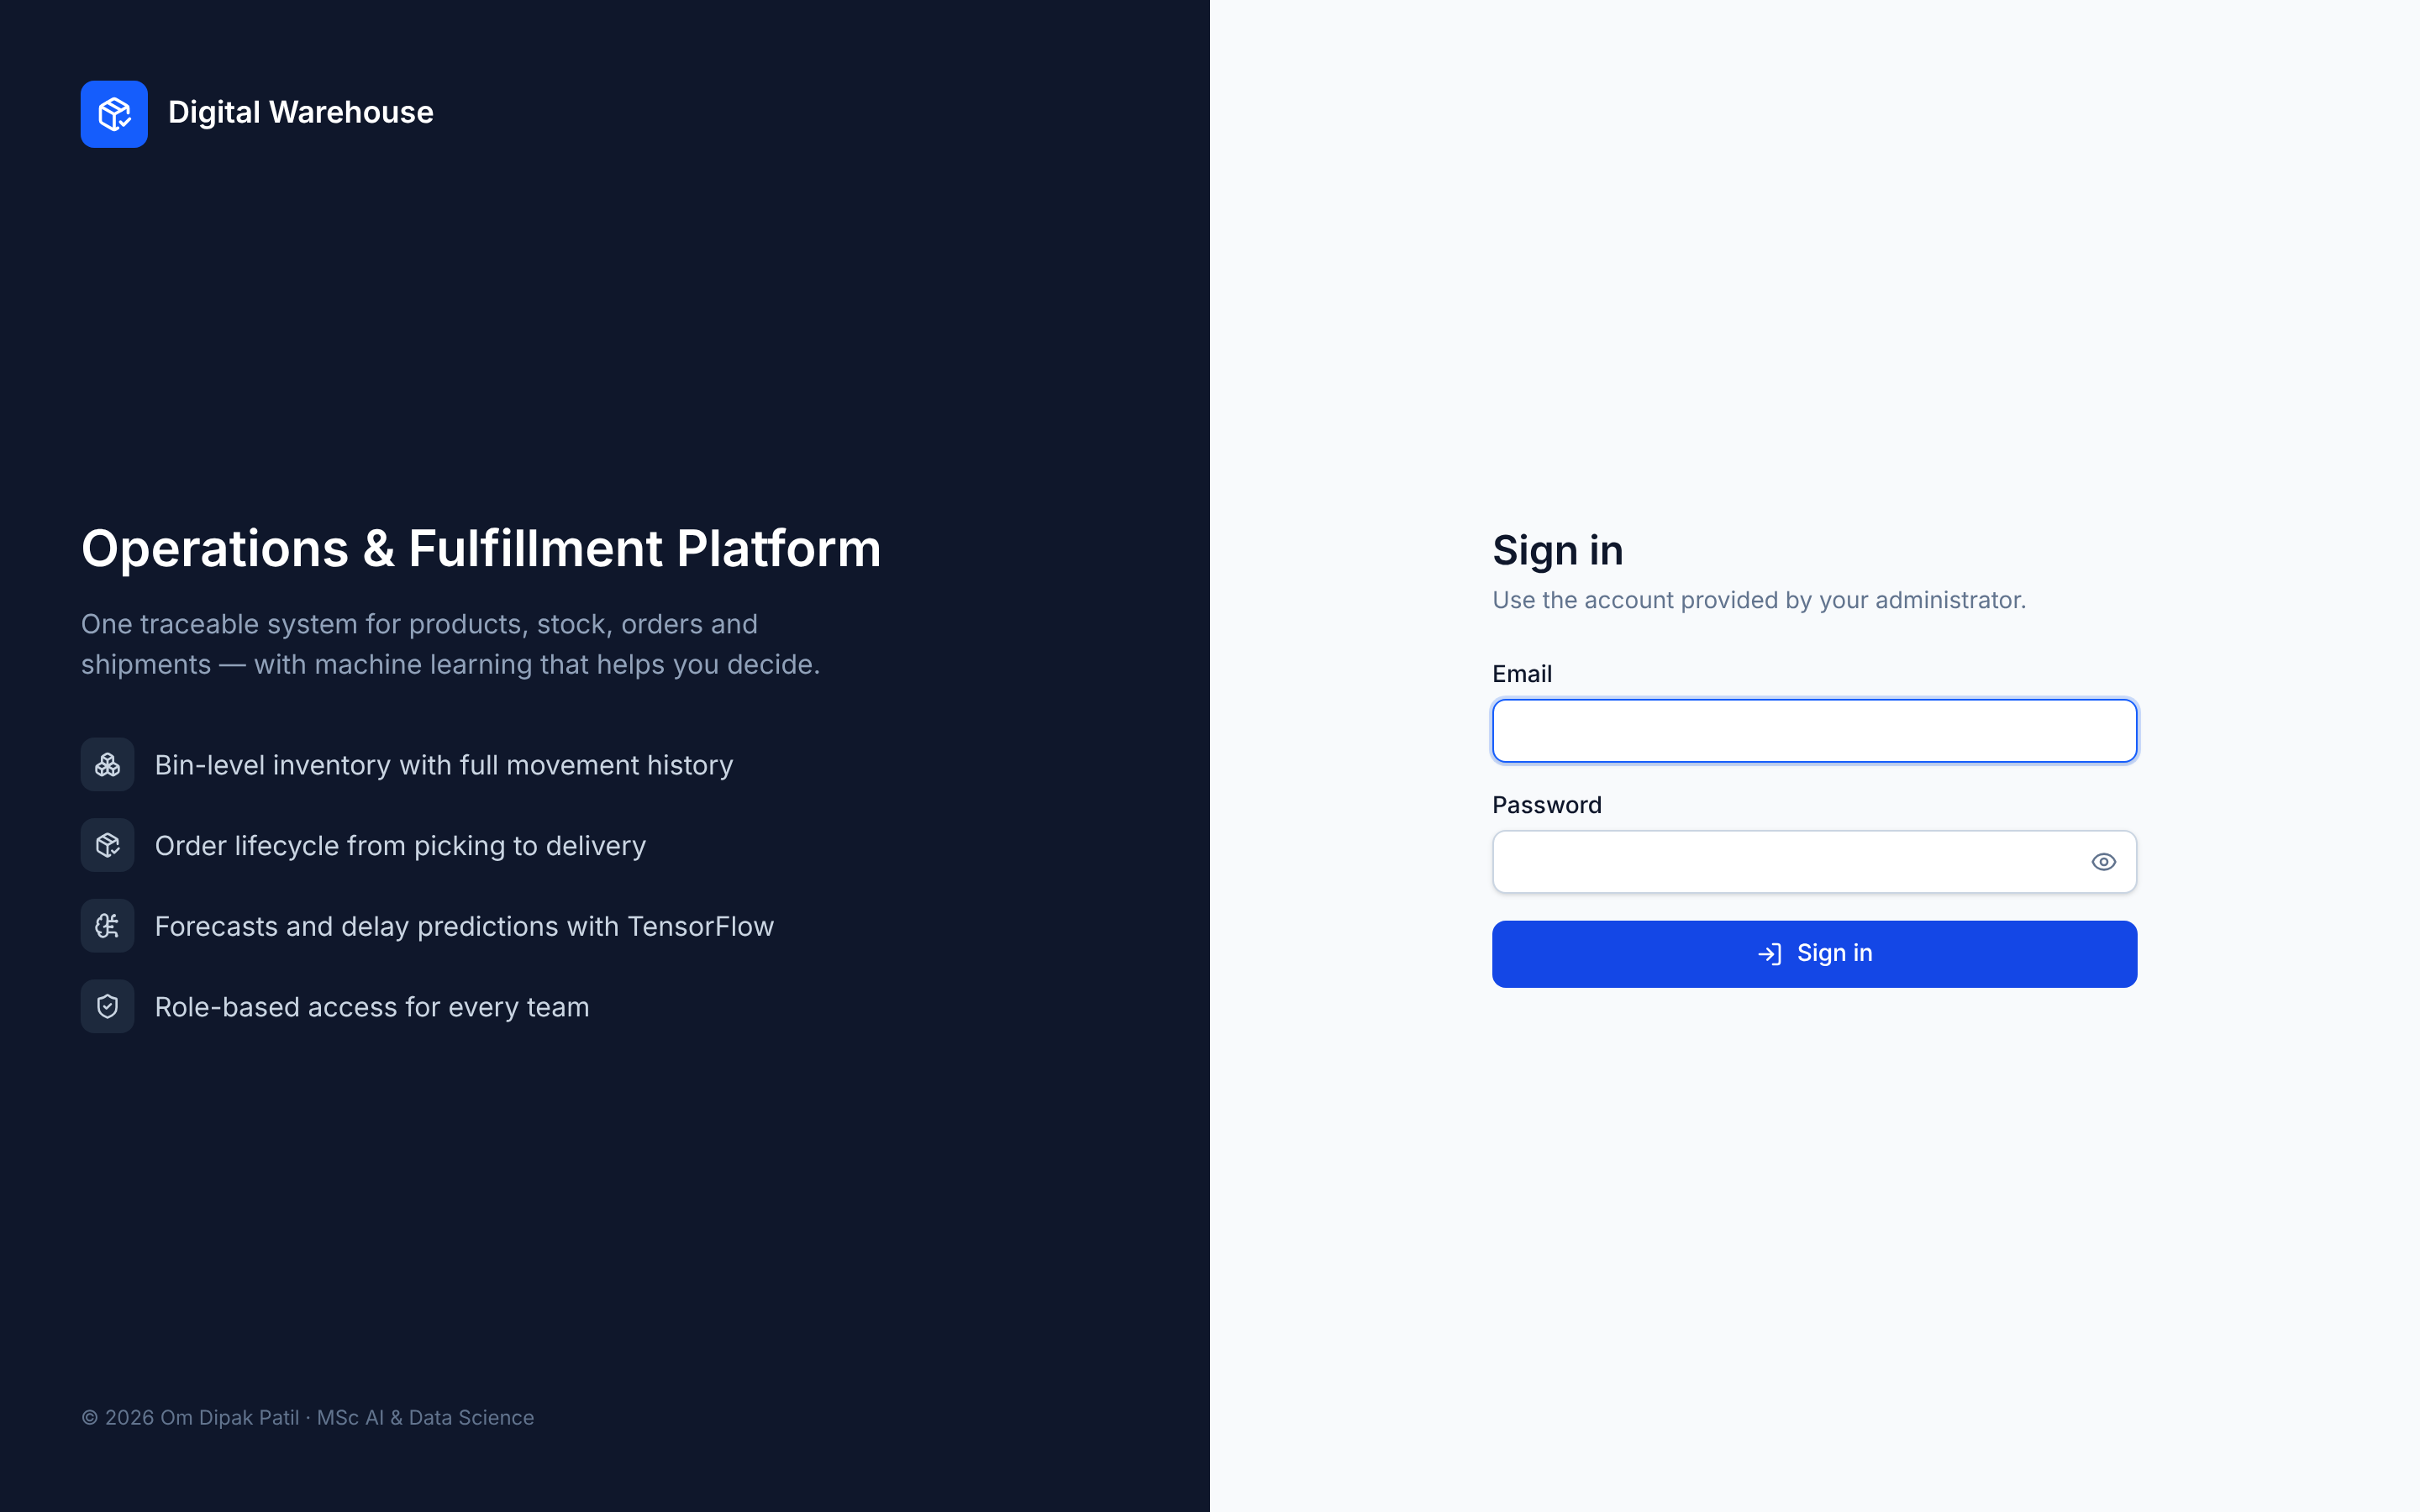 Digital Warehouse
Operations & Fulfillment Platform
One traceable system for products, stock, orders and
shipments — with machine learning that helps you decide.
Bin-level inventory with full movement history
Order lifecycle from picking to delivery
Forecasts and delay predictions with TensorFlow
Role-based access for every team
© 2026 Om Dipak Patil · MSc AI & Data Science
Sign in
Use the account provided by your administrator.
Email
Password
Sign in